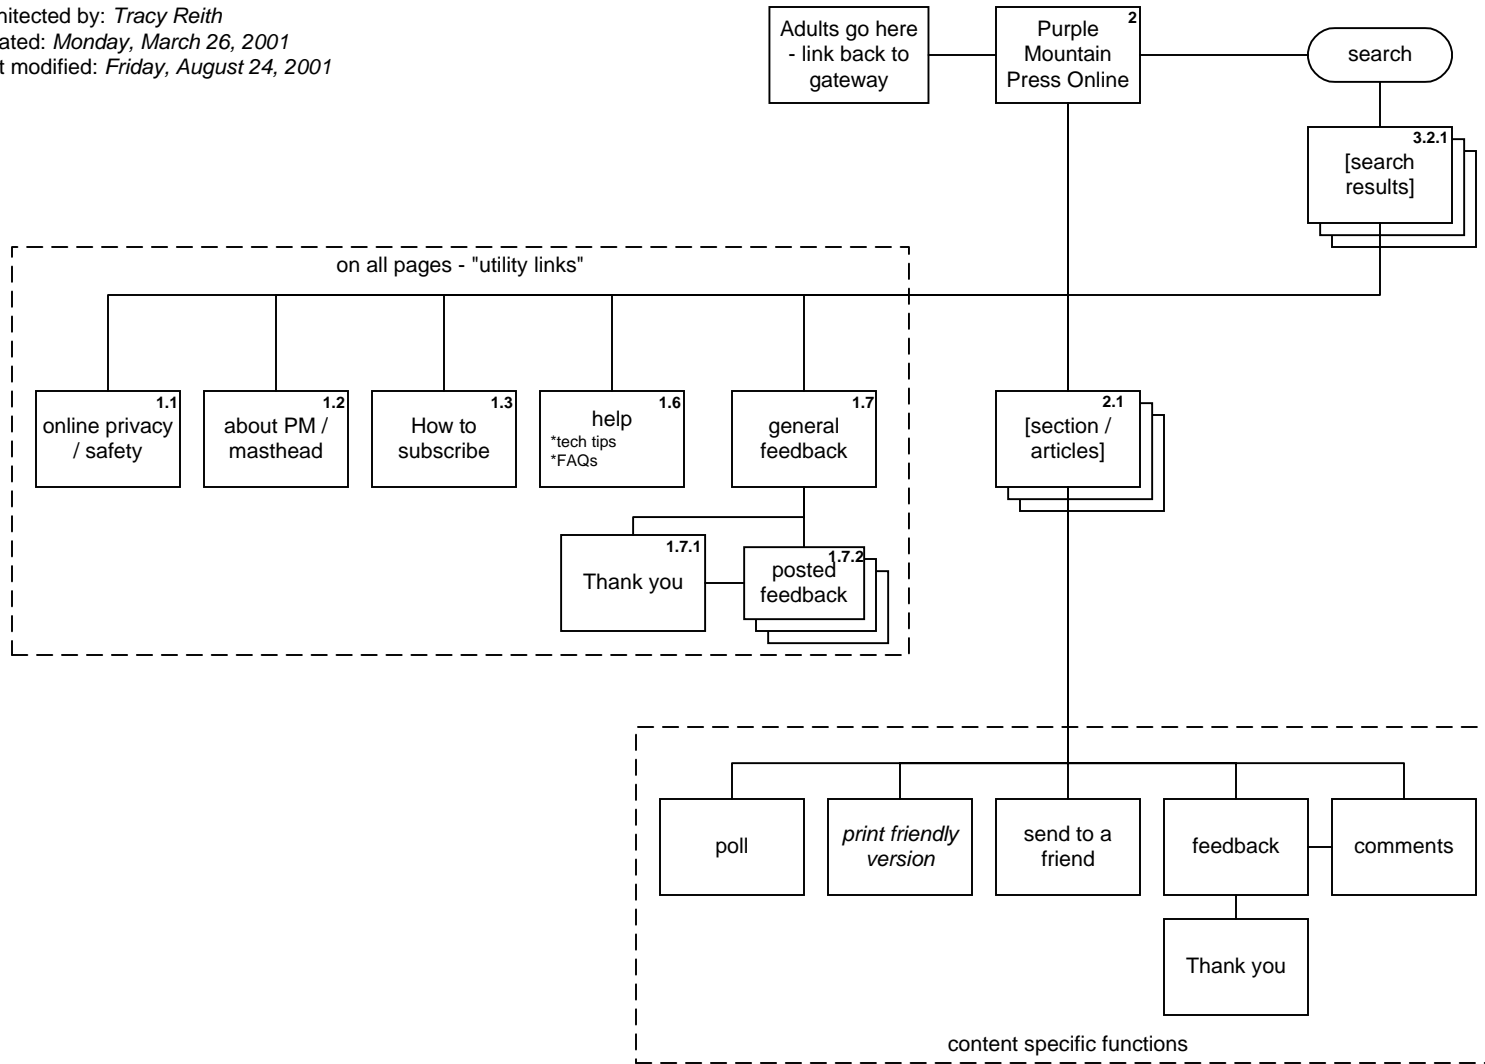 hitected by: Tracy Reith
ated: Monday, March 26, 2001
t modified: Friday, August 24, 2001
Adults go here
- link back to
gateway
2
Purple
Mountain
Press Online
search
3.2.1
[search
results]
on all pages - "utility links"
1.1
online privacy
/ safety
1.2
about PM /
masthead
1.3
How to
subscribe
1.6
help
*tech tips
*FAQs
1.7
general
feedback
2.1
[section /
articles]
1.7.1
Thank you
1.7.2
posted
feedback
poll
print friendly
version
send to a
friend
feedback
comments
Thank you
content specific functions